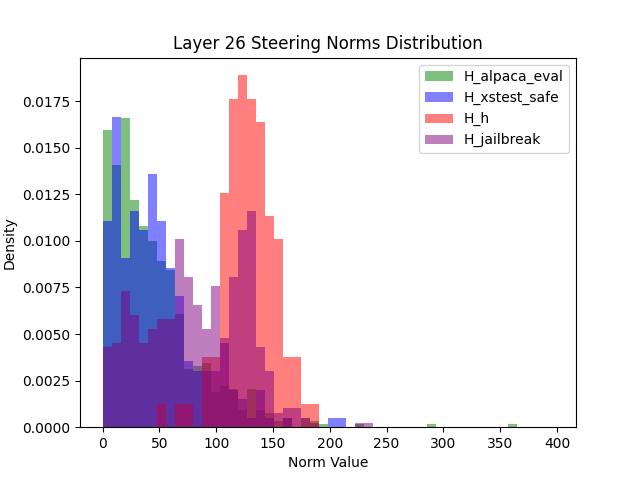 Layer 26 Steering Norms Distribution
H_alpaca_eval
H_xstest_safe
H_h
H_jailbreak
0.0175
0.0150
0.0125
0.0100
0.0075
0.0050
0.0025
0.0000
Density
0 50 100 150 200 250 300 350 400
Norm Value